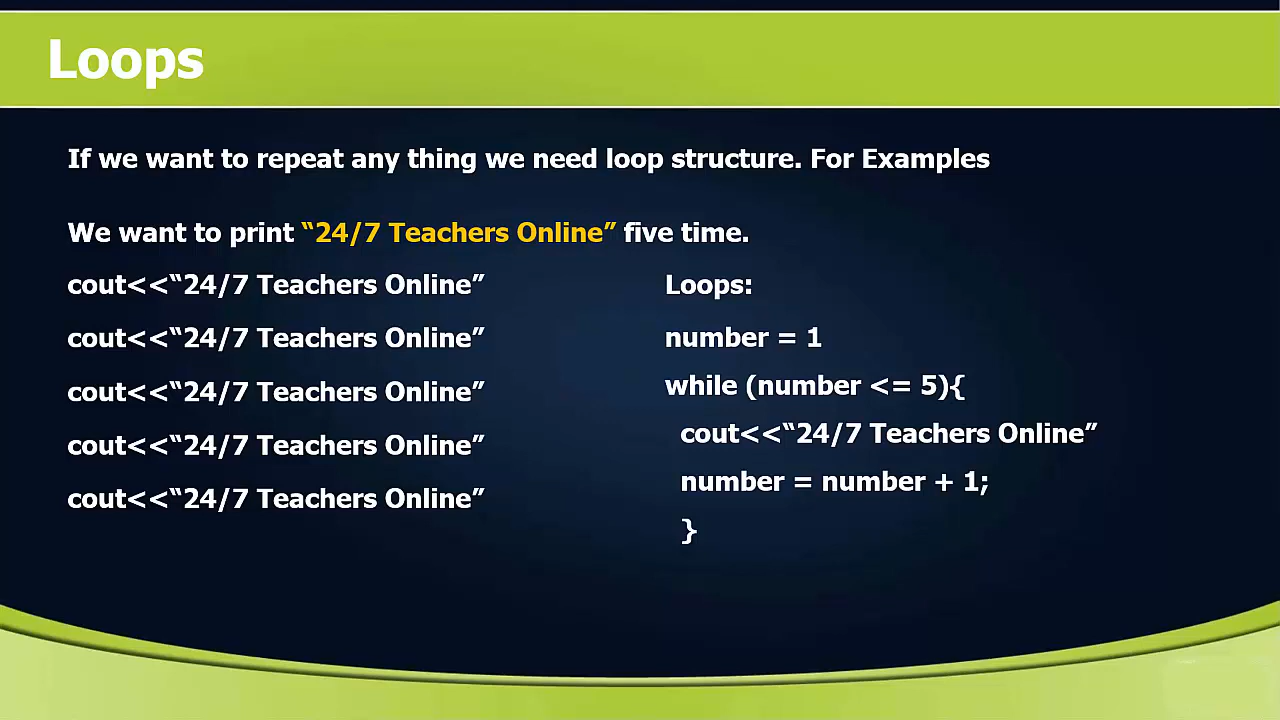 Loops
If we want to repeat any thing we need loop structure. For Examples
We want to print “24/7 Teachers Online” five time.
cout<<“24/7 Teachers Online”
cout<<“24/7 Teachers Online”
cout<<“24/7 Teachers Online”
cout<<“24/7 Teachers Online”
cout<<“24/7 Teachers Online”
Loops:
number = 1
while (number <= 5){
cout<<“24/7 Teachers Online”
number = number + 1;
}